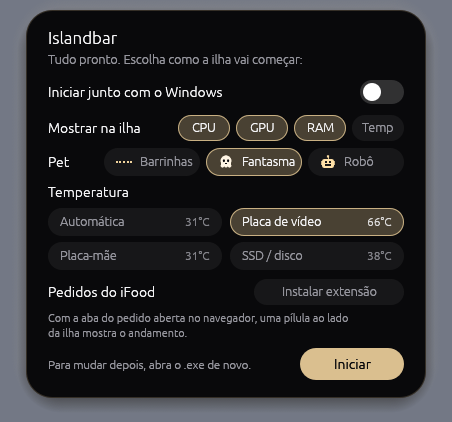 Islandbar
Tudo pronto. Escolha como a ilha vai começar:
Iniciar junto com o Windows
Mostrar na ilha CPU GPU RAM Temp
Pet Barrinhas Fantasma Robô
Temperatura
Automática 31°C Placa de vídeo 66°C
Placa-mãe 31°C SSD / disco 38°C
Pedidos do iFood Instalar extensão
Com a aba do pedido aberta no navegador, uma pílula ao lado
da ilha mostra o andamento.
Para mudar depois, abra o .exe de novo. Iniciar